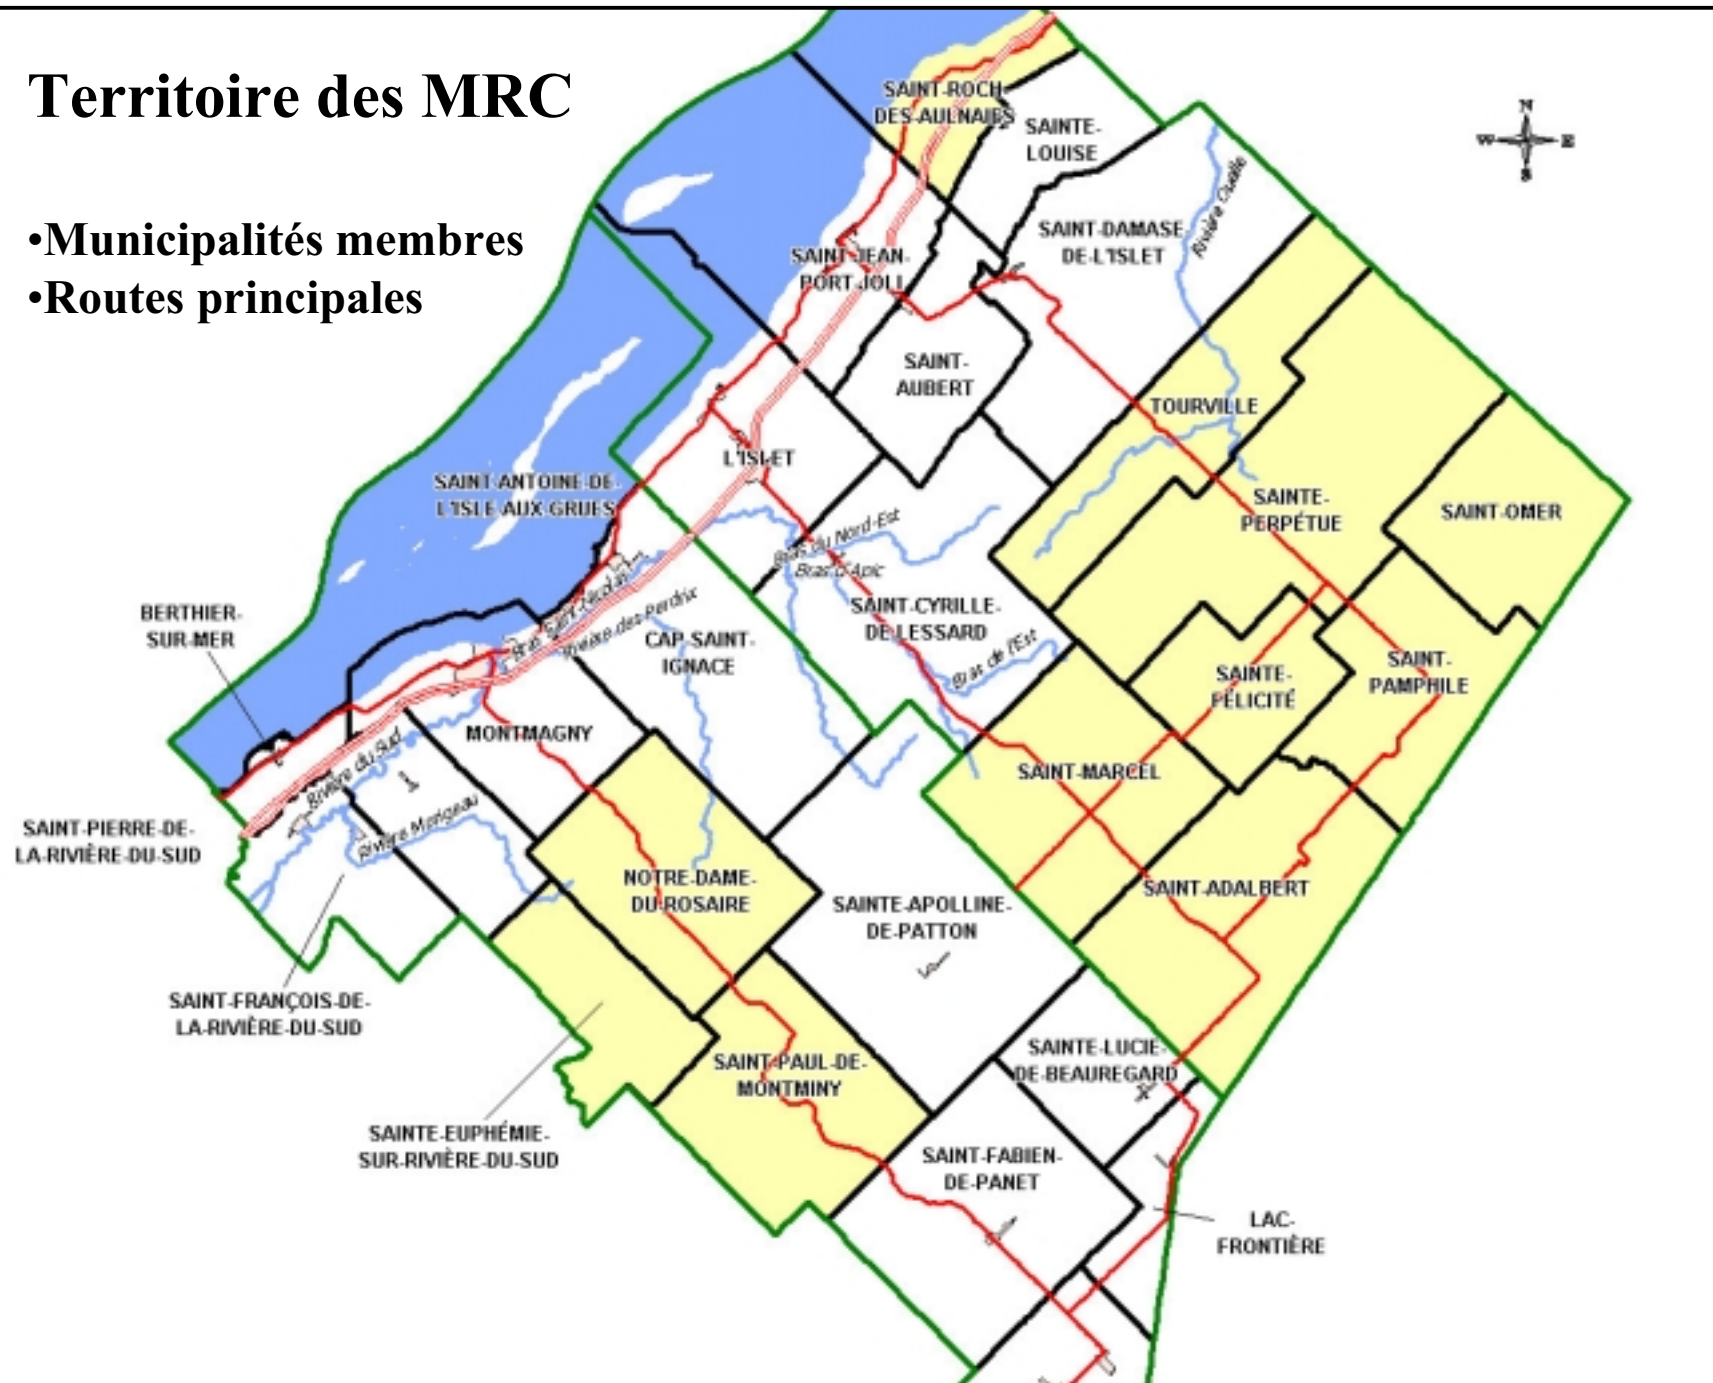 Territoire des MRC
•Municipalités membres
•Routes principales
N
W
E
S
SAINT-ROCH-
DES-AULNAIES
SAINTE-
LOUISE
Rivière Ouelle
SAINT-DAMASE
DE-L'ISLET
SAINT-JEAN-
PORT-JOLI
SAINT-
AUBERT
TOURVILLE
L'ISLET
SAINT-ANTOINE-DE-
L'ISLE-AUX-GRUES
SAINTE-
PERPÉTUE
SAINT-OMER
Bras du Nord-Est
Bras d'Apic
SAINT-CYRILLE-
DE-LESSARD
Bras de l'Est
BERTHIER-
SUR-MER
Bras Saint-Nicolas
Rivière des Perdrix
CAP-SAINT-
IGNACE
SAINTE-
FÉLICITÉ
SAINT-
PAMPHILE
MONTMAGNY
Rivière du Sud
SAINT-MARCEL
SAINT-PIERRE-DE-
LA-RIVIÈRE-DU-SUD
Rivière Morigeau
NOTRE-DAME-
DU-ROSAIRE
SAINTE-APOLLINE-
DE-PATTON
SAINT-ADALBERT
SAINT-FRANÇOIS-DE-
LA-RIVIÈRE-DU-SUD
SAINT-PAUL-DE-
MONTMINY
SAINTE-LUCIE-
DE-BEAUREGARD
SAINTE-EUPHÉMIE-
SUR-RIVIÈRE-DU-SUD
SAINT-FABIEN-
DE-PANET
LAC-
FRONTIÈRE